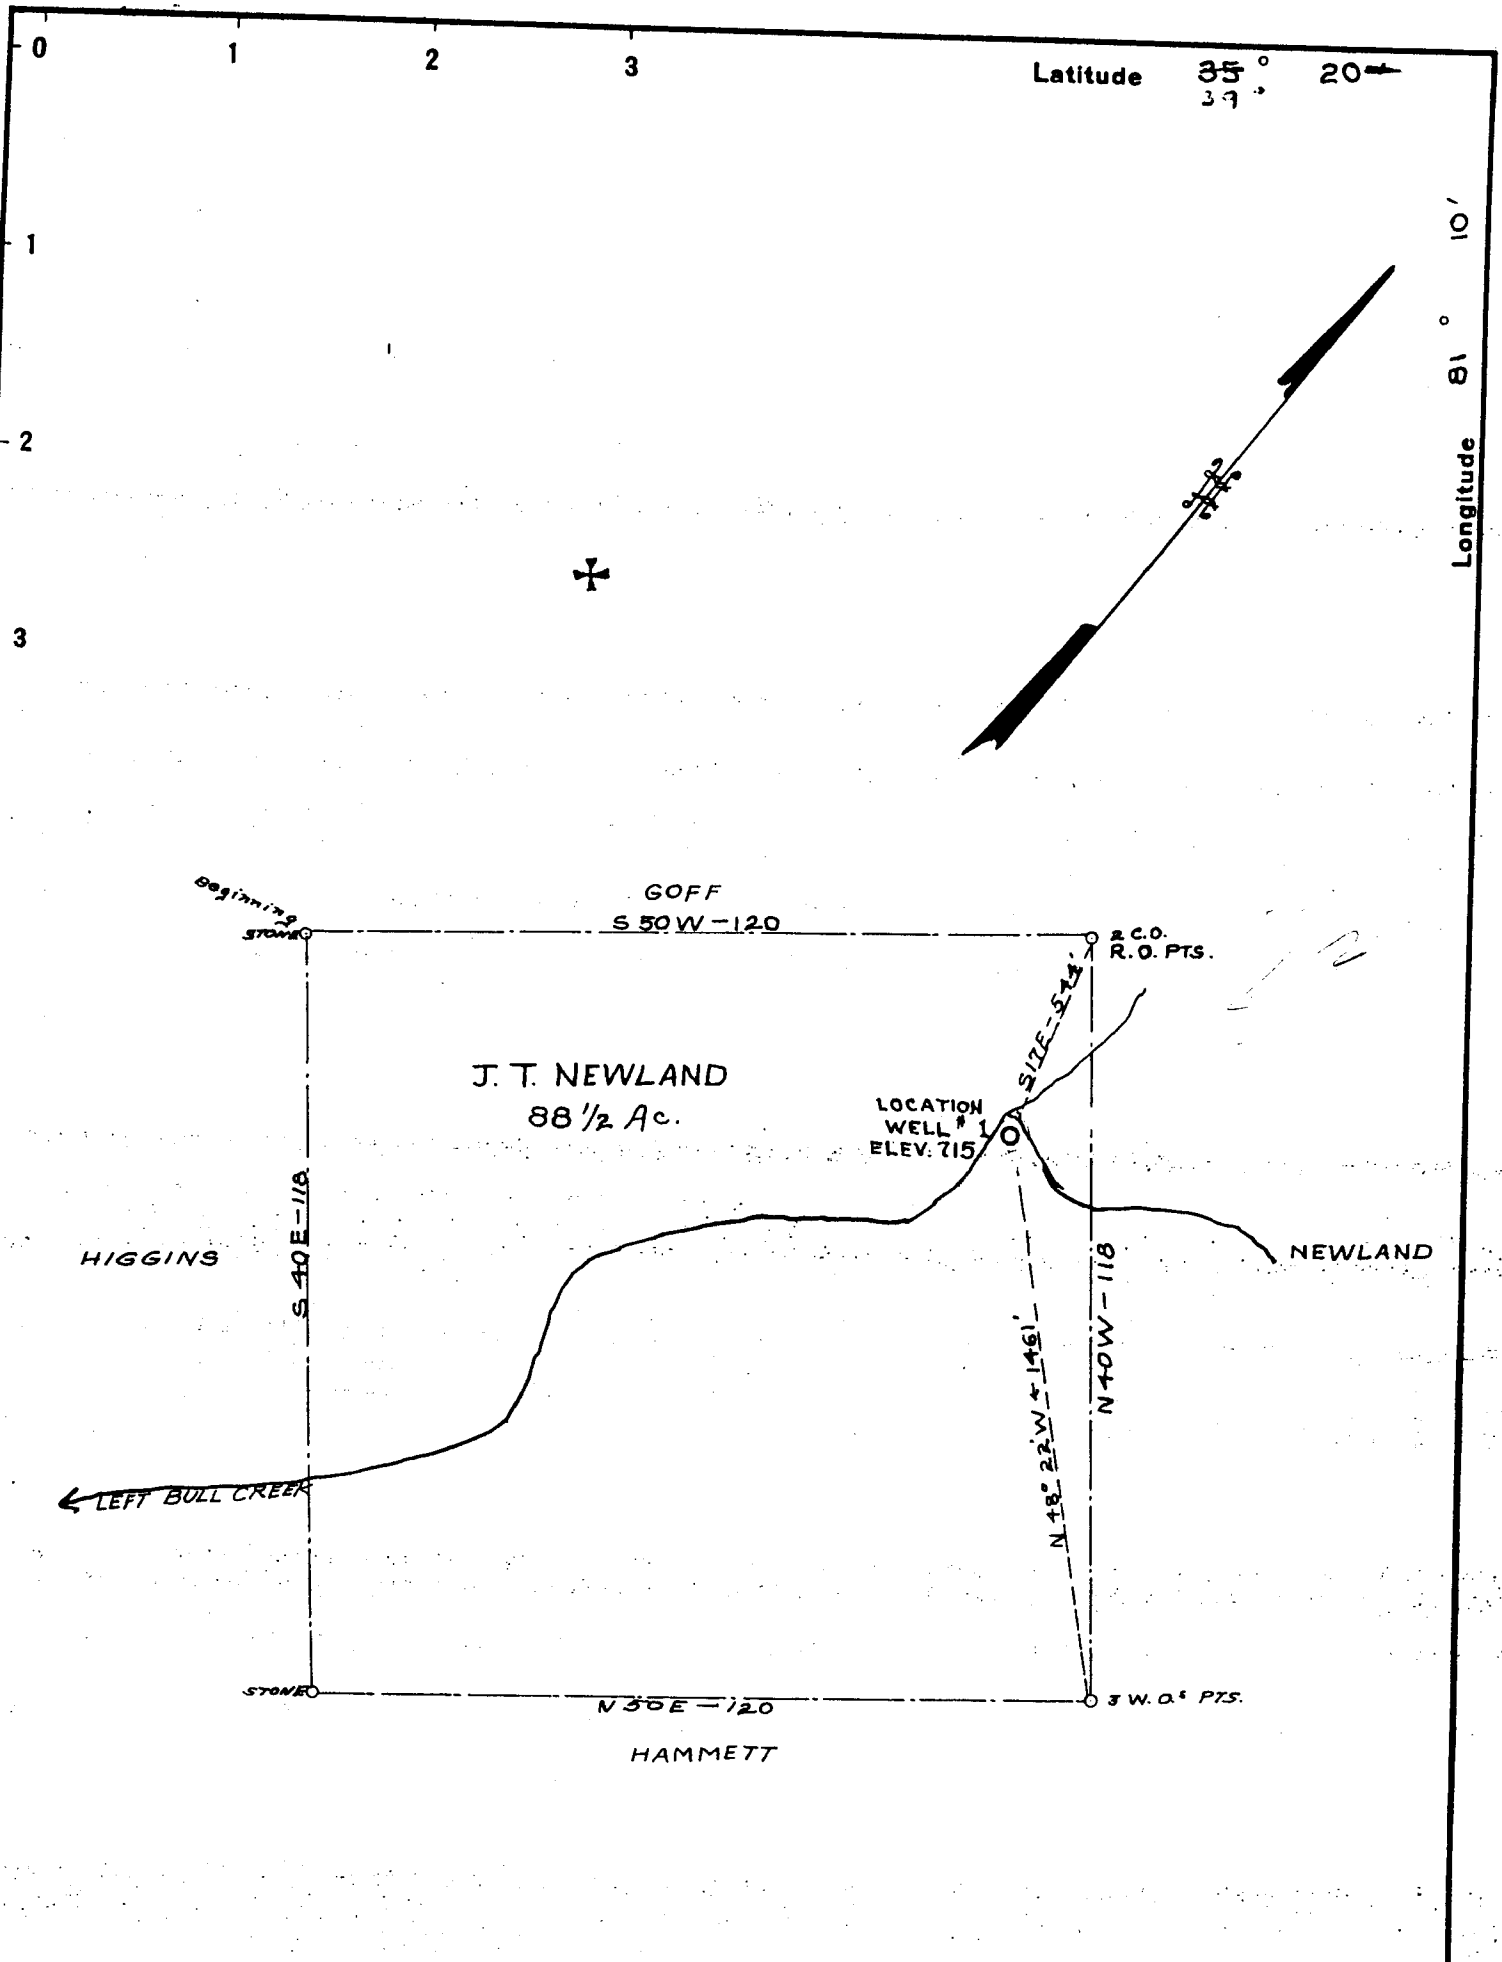 0
1
2
3
Latitude 35° 20'
39°
1
2
3
Longitude 81° 10'
Beginning
STONE
GOFF
S 50 W - 120
2 C.O.
R.O. PTS.
S 17 E - 544'
J. T. NEWLAND
88 1/2 Ac.
LOCATION
WELL # 1
ELEV. 715
S 40 E - 118
HIGGINS
NEWLAND
N 40 W - 118
N 48° 22' W - 1461'
LEFT BULL CREEK
STONE
N 50 E - 120
3 W. O.s PTS.
HAMMETT